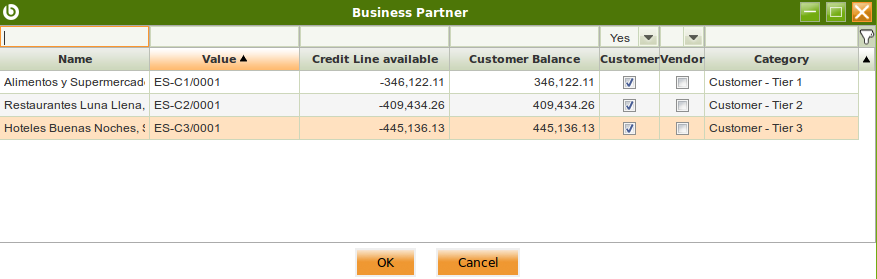 Business Partner
Yes
Name Value Credit Line available Customer Balance Customer Vendor Category
Alimentos y Supermercad ES-C1/0001 -346,122.11 346,122.11 Customer - Tier 1
Restaurantes Luna Llena, ES-C2/0001 -409,434.26 409,434.26 Customer - Tier 2
Hoteles Buenas Noches, S ES-C3/0001 -445,136.13 445,136.13 Customer - Tier 3
OK Cancel